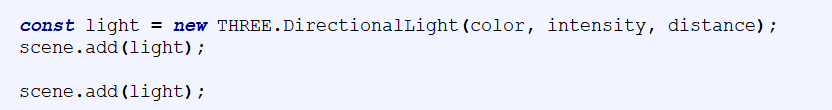 const light = new THREE.DirectionalLight(color, intensity, distance);
scene.add(light);
scene.add(light);